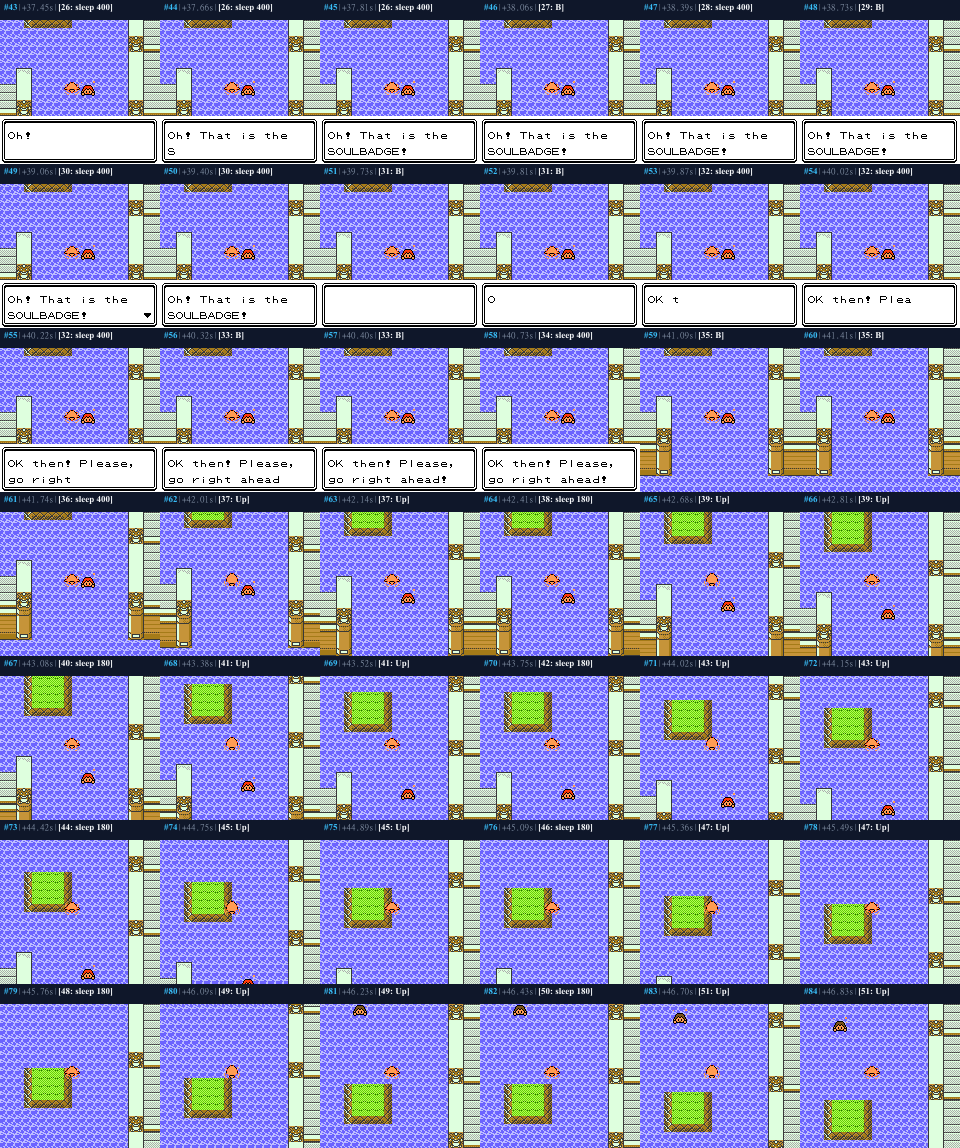 #43|+37.45s|[26: sleep 400]
#44|+37.66s|[26: sleep 400]
#45|+37.81s|[26: sleep 400]
#46|+38.06s|[27: B]
#47|+38.39s|[28: sleep 400]
#48|+38.73s|[29: B]
Oh!
Oh! That is the
S
Oh! That is the
SOULBADGE!
Oh! That is the
SOULBADGE!
Oh! That is the
SOULBADGE!
Oh! That is the
SOULBADGE!
#49|+39.06s|[30: sleep 400]
#50|+39.40s|[30: sleep 400]
#51|+39.73s|[31: B]
#52|+39.81s|[31: B]
#53|+39.87s|[32: sleep 400]
#54|+40.02s|[32: sleep 400]
Oh! That is the
SOULBADGE!
Oh! That is the
SOULBADGE!
O
OK t
OK then! Plea
#55|+40.22s|[32: sleep 400]
#56|+40.32s|[33: B]
#57|+40.40s|[33: B]
#58|+40.73s|[34: sleep 400]
#59|+41.09s|[35: B]
#60|+41.41s|[35: B]
OK then! Please,
go right
OK then! Please,
go right ahead
OK then! Please,
go right ahead!
OK then! Please,
go right ahead!
#61|+41.74s|[36: sleep 400]
#62|+42.01s|[37: Up]
#63|+42.14s|[37: Up]
#64|+42.41s|[38: sleep 180]
#65|+42.68s|[39: Up]
#66|+42.81s|[39: Up]
#67|+43.08s|[40: sleep 180]
#68|+43.38s|[41: Up]
#69|+43.52s|[41: Up]
#70|+43.75s|[42: sleep 180]
#71|+44.02s|[43: Up]
#72|+44.15s|[43: Up]
#73|+44.42s|[44: sleep 180]
#74|+44.75s|[45: Up]
#75|+44.89s|[45: Up]
#76|+45.09s|[46: sleep 180]
#77|+45.36s|[47: Up]
#78|+45.49s|[47: Up]
#79|+45.76s|[48: sleep 180]
#80|+46.09s|[49: Up]
#81|+46.23s|[49: Up]
#82|+46.43s|[50: sleep 180]
#83|+46.70s|[51: Up]
#84|+46.83s|[51: Up]